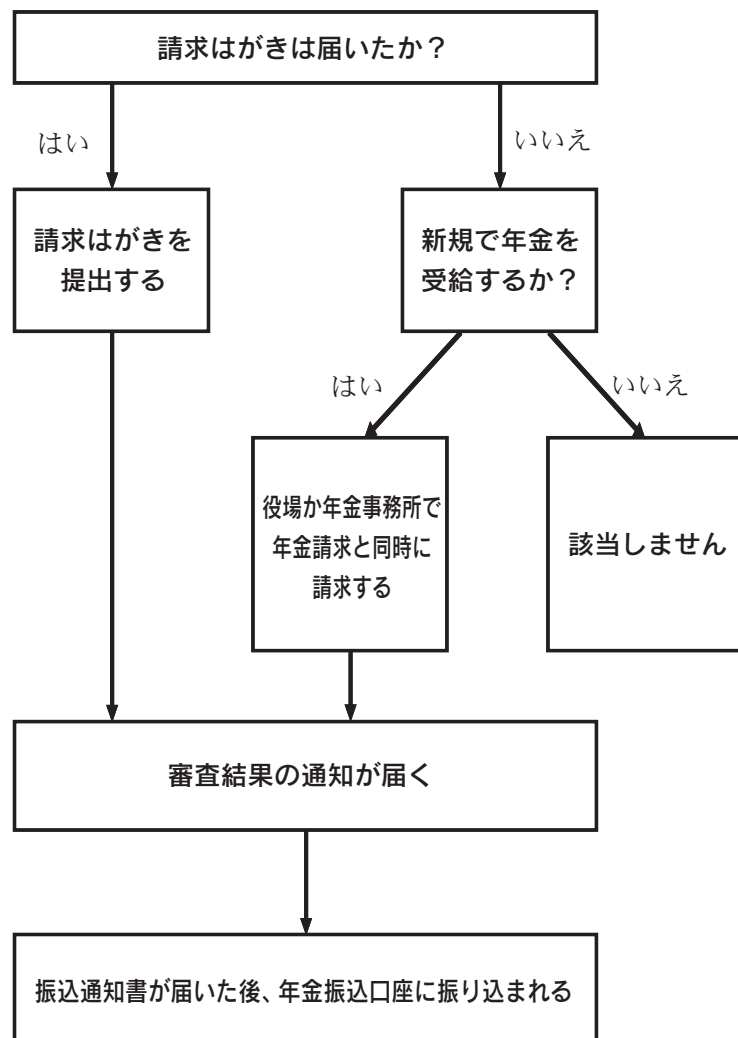 請求はがきは届いたか？
はい
いいえ
請求はがきを
提出する
新規で年金を
受給するか？
はい
いいえ
役場か年金事務所で
年金請求と同時に
請求する
該当しません
審査結果の通知が届く
振込通知書が届いた後、年金振込口座に振り込まれる